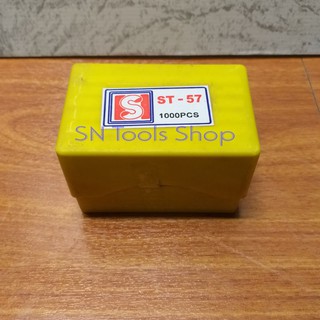 S
ST - 57
1000PCS
SN Tools Shop